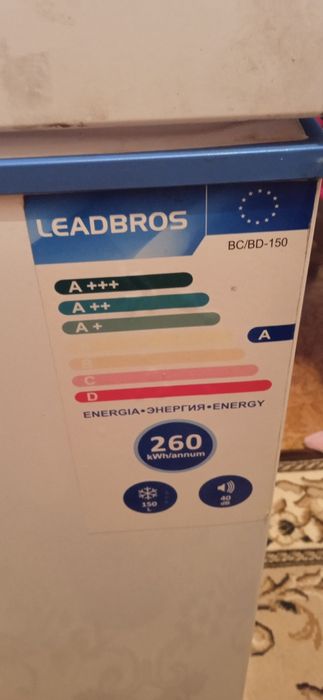 LEADBROS
BC/BD-150
A +++
A ++
A +
A
B
C
D
ENERGIA•ЭНЕРГИЯ•ENERGY
260
kWh/annum
150
L
40
dB